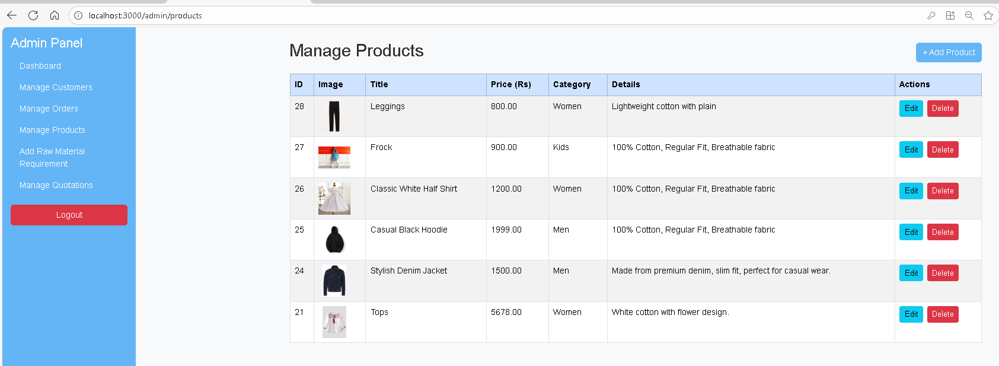 localhost:3000/admin/products
Admin Panel
Dashboard
Manage Customers
Manage Orders
Manage Products
Add Raw Material
Requirement
Manage Quotations
Logout
Manage Products
+ Add Product
ID Image Title Price (Rs) Category Details Actions
28 Leggings 800.00 Women Lightweight cotton with plain Edit Delete
27 Frock 900.00 Kids 100% Cotton, Regular Fit, Breathable fabric Edit Delete
26 Classic White Half Shirt 1200.00 Women 100% Cotton, Regular Fit, Breathable fabric Edit Delete
25 Casual Black Hoodie 1999.00 Men 100% Cotton, Regular Fit, Breathable fabric Edit Delete
24 Stylish Denim Jacket 1500.00 Men Made from premium denim, slim fit, perfect for casual wear. Edit Delete
21 Tops 5678.00 Women White cotton with flower design. Edit Delete